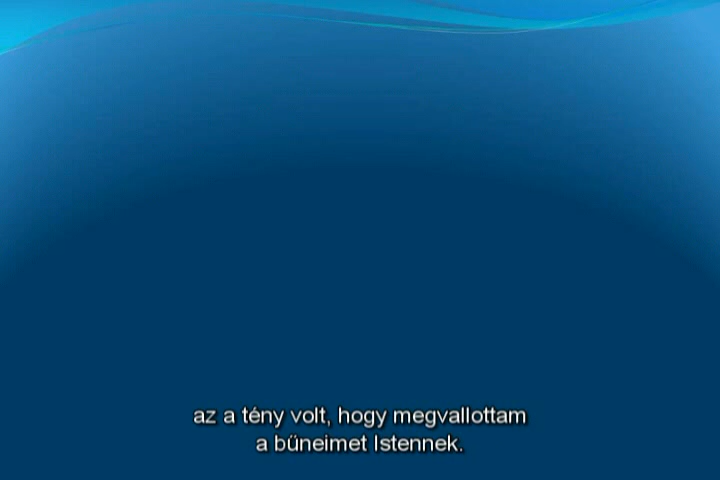 az a tény volt, hogy megvallottam
a bűneimet Istennek.